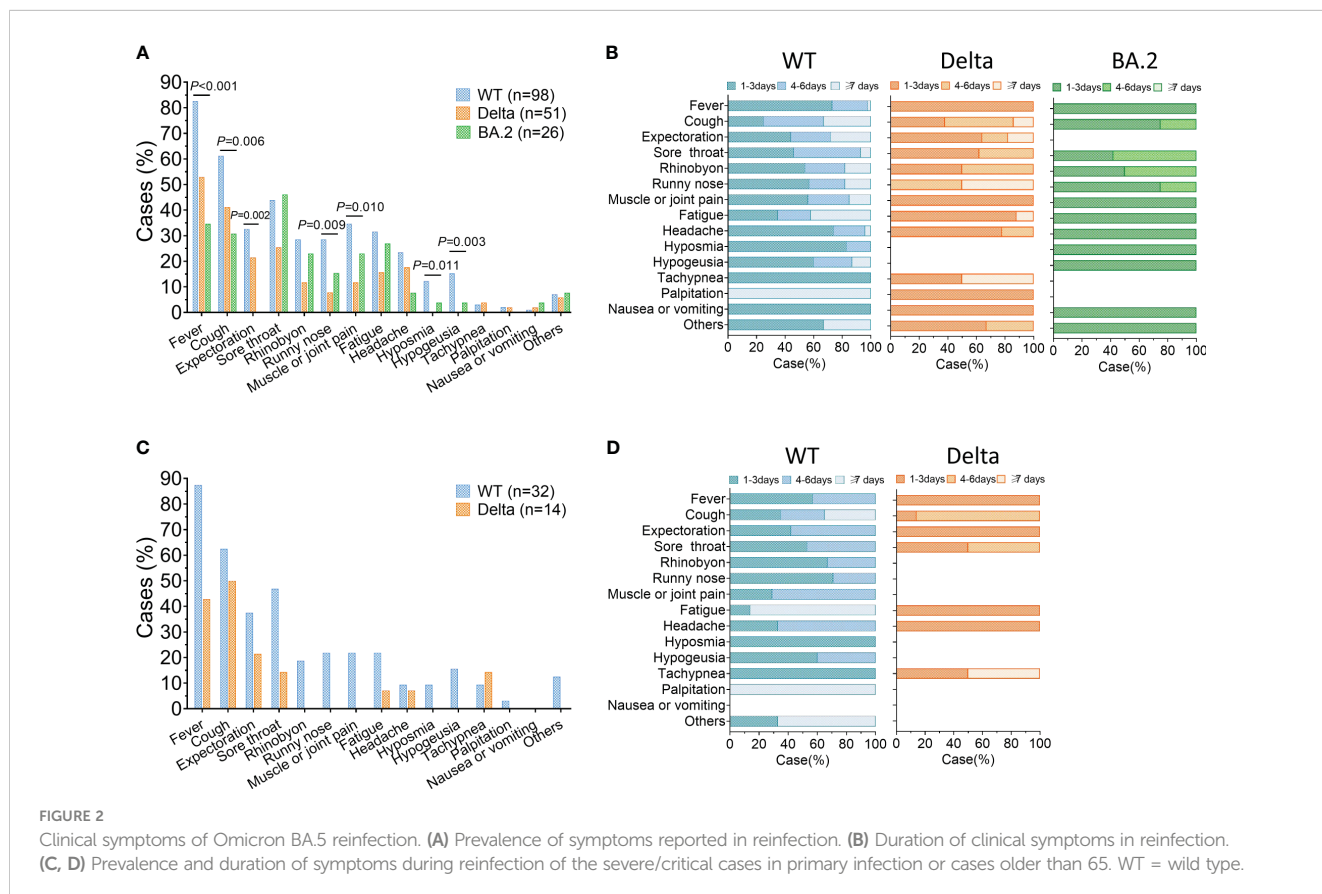 A
Cases (%)
90
80
70
60
50
40
30
20
10
0
P<0.001
P=0.006
P=0.002
P=0.009
P=0.010
P=0.011
P=0.003
WT (n=98)
Delta (n=51)
BA.2 (n=26)
Fever
Cough
Expectoration
Sore throat
Rhinobyon
Runny nose
Muscle or joint pain
Fatigue
Headache
Hyposmia
Hypogeusia
Tachypnea
Palpitation
Nausea or vomiting
Others
B
WT
Delta
BA.2
1-3days 4-6days ⩾7 days
1-3days 4-6days ⩾7 days
1-3days 4-6days ⩾7 days
Fever
Cough
Expectoration
Sore throat
Rhinobyon
Runny nose
Muscle or joint pain
Fatigue
Headache
Hyposmia
Hypogeusia
Tachypnea
Palpitation
Nausea or vomiting
Others
0 20 40 60 80 100
0 20 40 60 80 100
0 20 40 60 80 100
Case(%)
Case(%)
Case(%)
C
Cases (%)
90
80
70
60
50
40
30
20
10
0
WT (n=32)
Delta (n=14)
Fever
Cough
Expectoration
Sore throat
Rhinobyon
Runny nose
Muscle or joint pain
Fatigue
Headache
Hyposmia
Hypogeusia
Tachypnea
Palpitation
Nausea or vomiting
Others
D
WT
Delta
1-3days 4-6days ⩾7 days
1-3days 4-6days ⩾7 days
Fever
Cough
Expectoration
Sore throat
Rhinobyon
Runny nose
Muscle or joint pain
Fatigue
Headache
Hyposmia
Hypogeusia
Tachypnea
Palpitation
Nausea or vomiting
Others
0 20 40 60 80 100
0 20 40 60 80 100
Case(%)
Case(%)
FIGURE 2
Clinical symptoms of Omicron BA.5 reinfection. (A) Prevalence of symptoms reported in reinfection. (B) Duration of clinical symptoms in reinfection.
(C, D) Prevalence and duration of symptoms during reinfection of the severe/critical cases in primary infection or cases older than 65. WT = wild type.